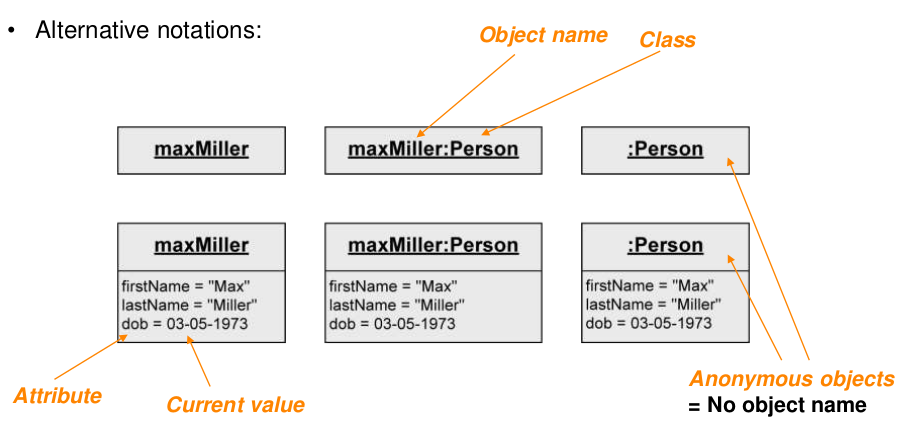 • Alternative notations:
Object name
Class
maxMiller
maxMiller:Person
:Person
maxMiller
firstName = "Max"
lastName = "Miller"
dob = 03-05-1973
maxMiller:Person
firstName = "Max"
lastName = "Miller"
dob = 03-05-1973
:Person
firstName = "Max"
lastName = "Miller"
dob = 03-05-1973
Attribute
Current value
Anonymous objects
= No object name